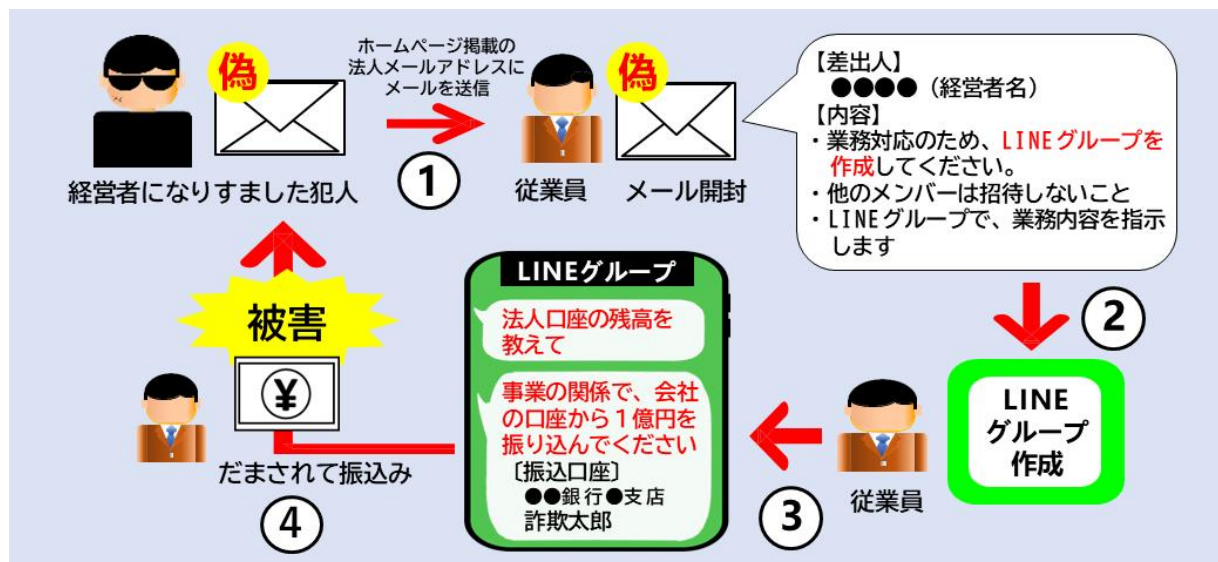 偽
ホームページ掲載の
法人メールアドレスに
メールを送信
①
経営者になりすました犯人
偽
従業員
メール開封
【差出人】
●●●●（経営者名）
【内容】
・業務対応のため、LINEグループを
作成してください。
・他のメンバーは招待しないこと
・LINEグループで、業務内容を指示
します
②
LINE
グループ
作成
従業員
③
LINEグループ
法人口座の残高を
教えて
事業の関係で、会社
の口座から１億円を
振り込んでください
〔振込口座〕
●●銀行●支店
詐欺太郎
被害
¥
だまされて振込み
④